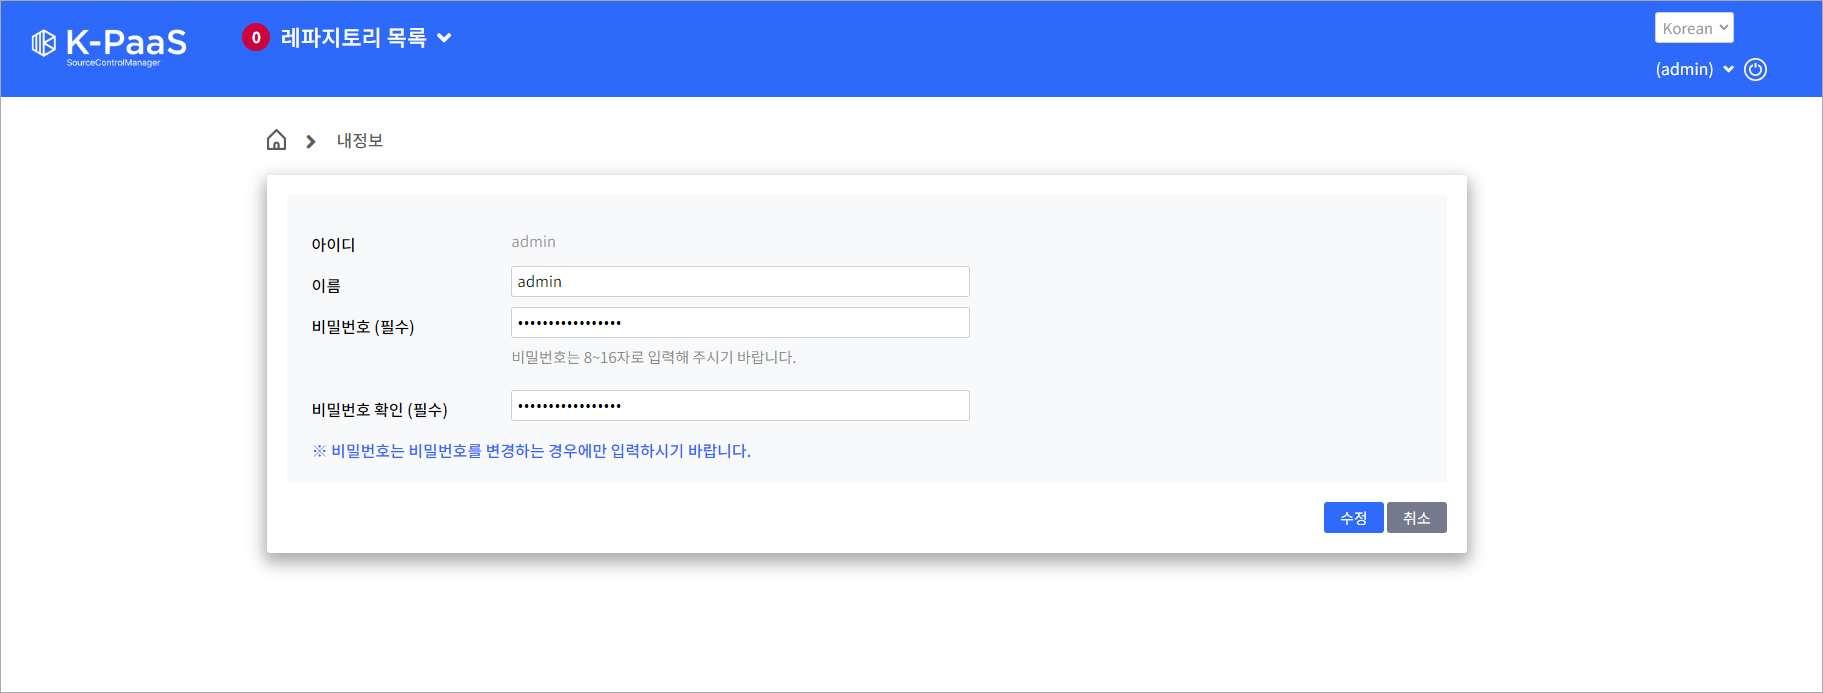 K-PaaS
SourceControlManager
0 레파지토리 목록
Korean
(admin)
내정보
아이디 admin
이름 admin
비밀번호 (필수) •••••••••••••••••
비밀번호는 8~16자로 입력해 주시기 바랍니다.
비밀번호 확인 (필수) •••••••••••••••••
※ 비밀번호는 비밀번호를 변경하는 경우에만 입력하시기 바랍니다.
수정 취소